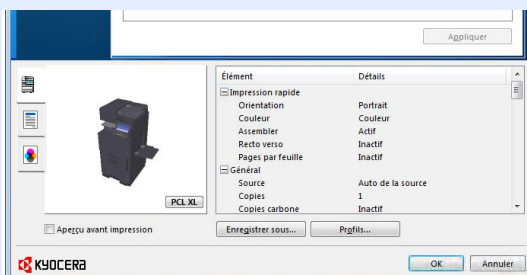 Appliquer
Élément Détails
Impression rapide
Orientation Portrait
Couleur Couleur
Assembler Actif
Recto verso Inactif
Pages par feuille Inactif
Général
Source Auto de la source
Copies 1
Copies carbone Inactif
PCL XL
Aperçu avant impression Enregistrer sous... Profils...
KYOCERA OK Annuler